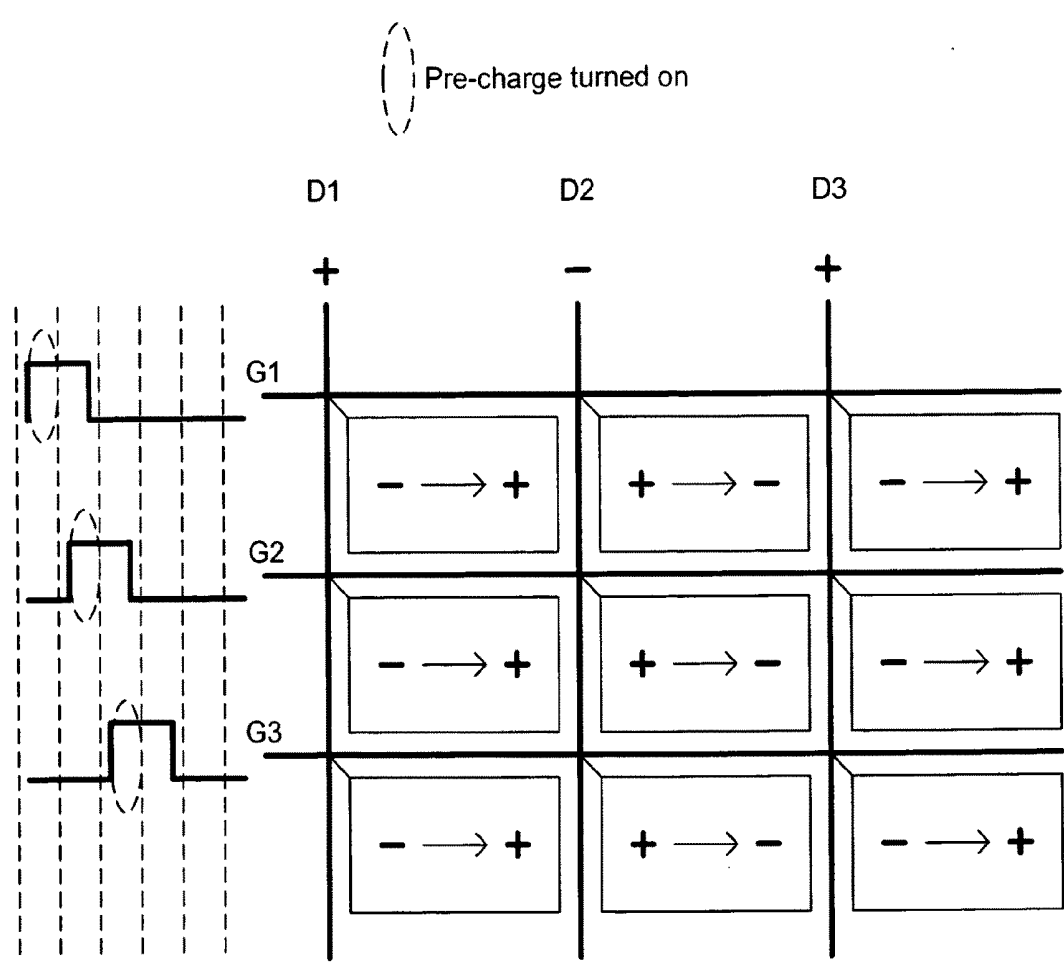 Pre-charge turned on
D1 D2 D3
+ − +
G1
− → + + → − − → +
G2
− → + + → − − → +
G3
− → + + → − − → +